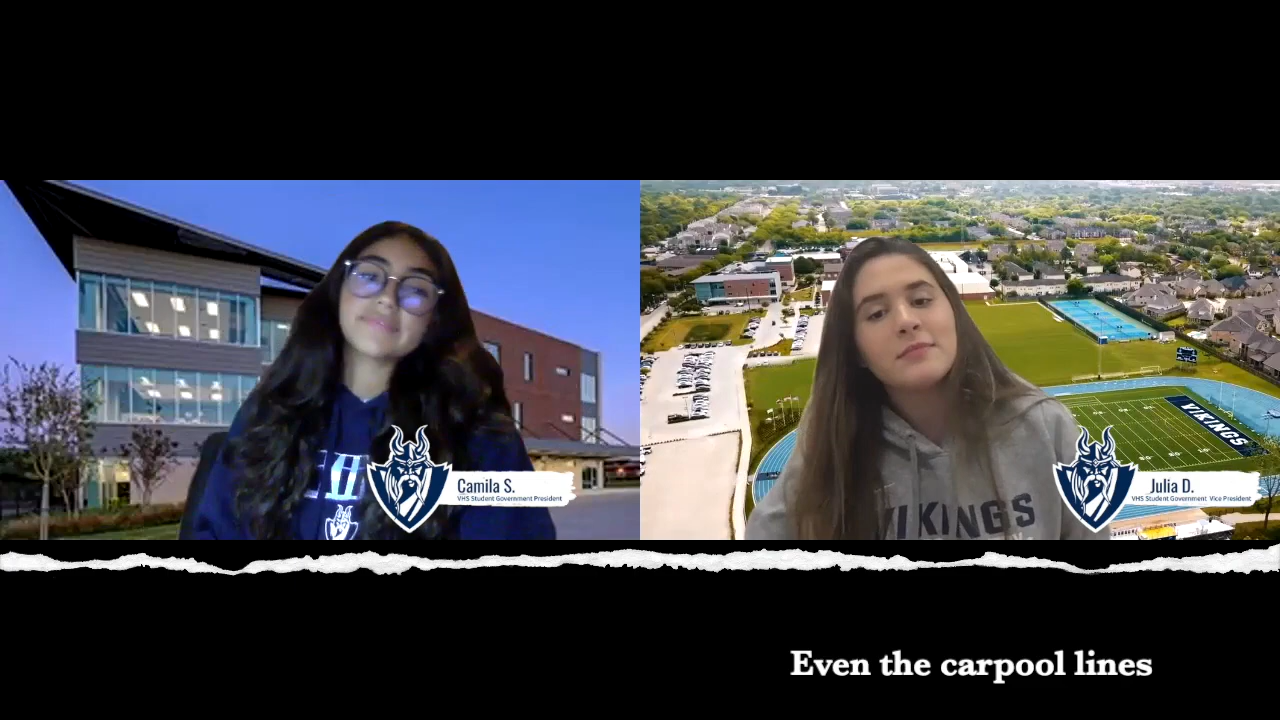 VIKINGS
Camila S.
VHS Student Government President
VIKINGS
Julia D.
VHS Student Government Vice President
Even the carpool lines